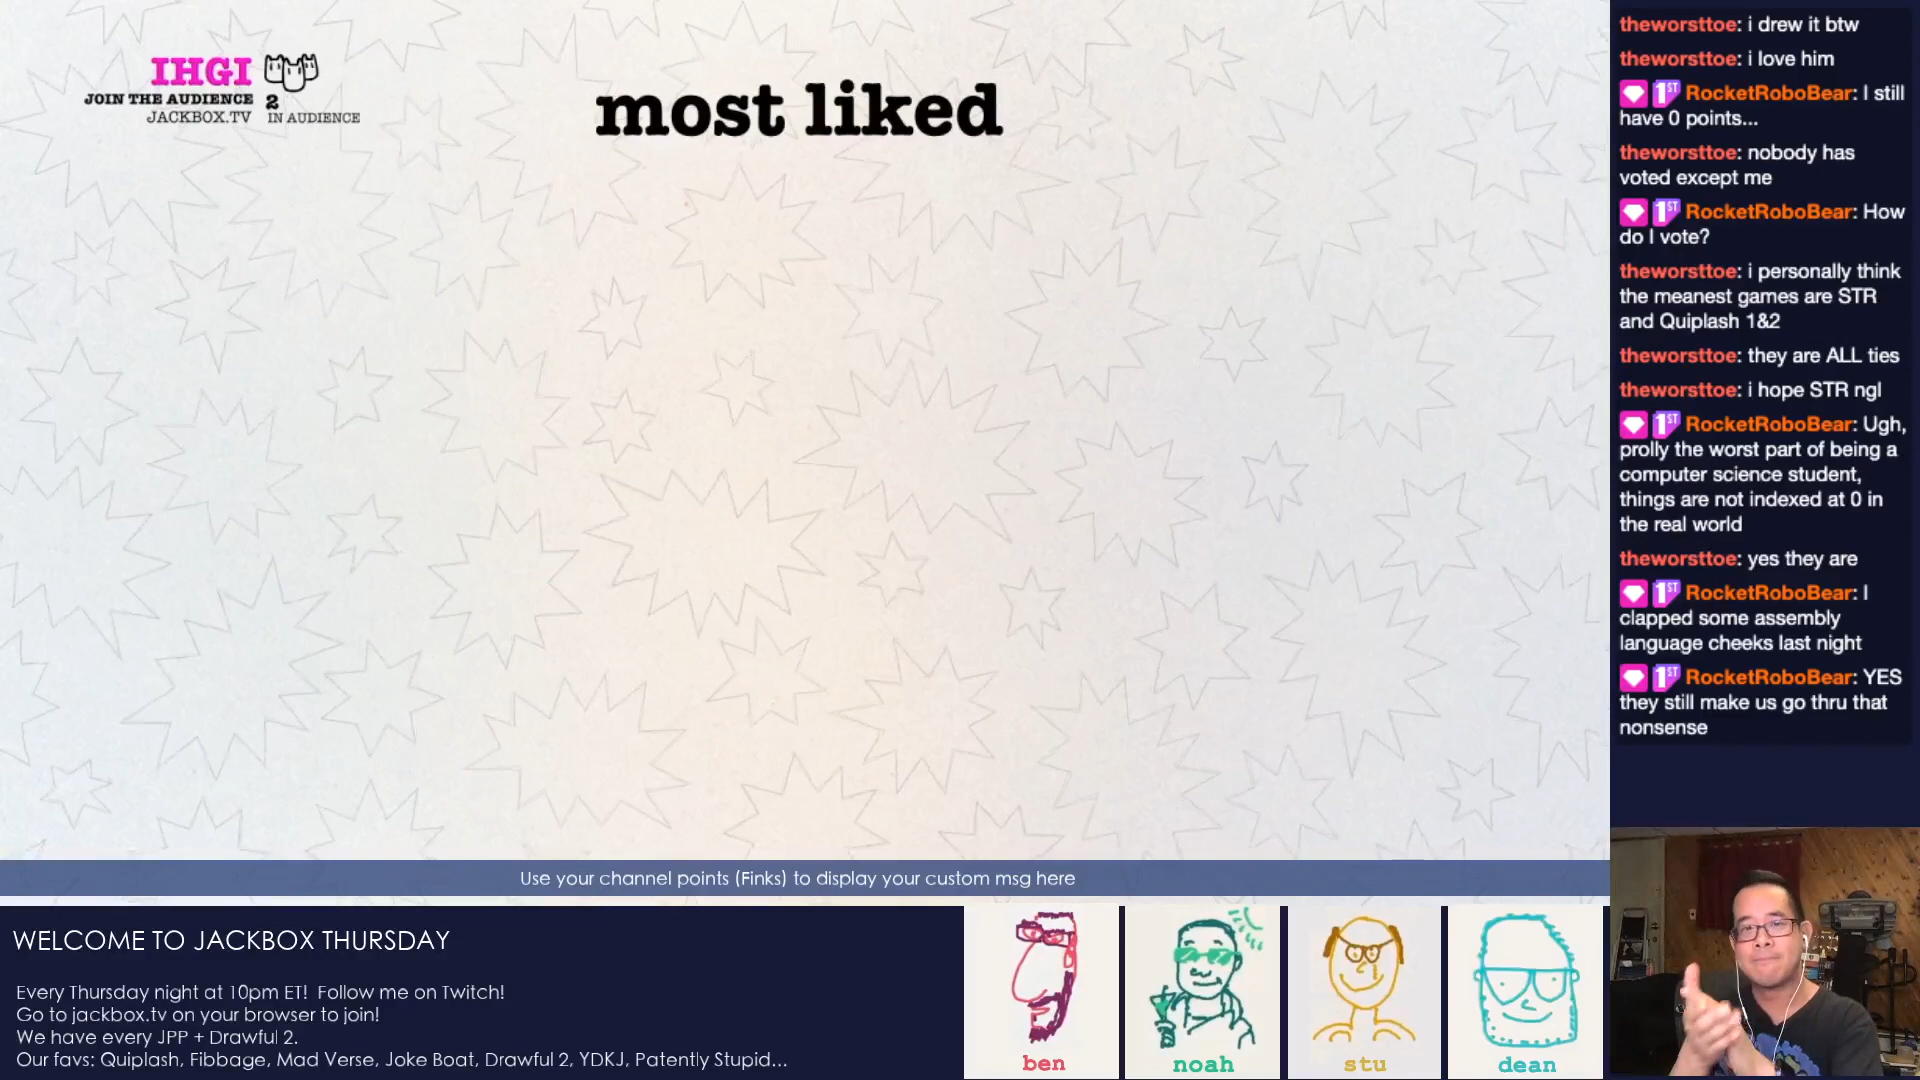 IHGI
JOIN THE AUDIENCE
JACKBOX.TV
2
IN AUDIENCE
most liked
theworsttoe: i drew it btw
theworsttoe: i love him
1ST RocketRoboBear: I still
have 0 points...
theworsttoe: nobody has
voted except me
1ST RocketRoboBear: How
do I vote?
theworsttoe: i personally think
the meanest games are STR
and Quiplash 1&2
theworsttoe: they are ALL ties
theworsttoe: i hope STR ngl
1ST RocketRoboBear: Ugh,
prolly the worst part of being a
computer science student,
things are not indexed at 0 in
the real world
theworsttoe: yes they are
1ST RocketRoboBear: I
clapped some assembly
language cheeks last night
1ST RocketRoboBear: YES
they still make us go thru that
nonsense
Use your channel points (Finks) to display your custom msg here
WELCOME TO JACKBOX THURSDAY
Every Thursday night at 10pm ET! Follow me on Twitch!
Go to jackbox.tv on your browser to join!
We have every JPP + Drawful 2.
Our favs: Quiplash, Fibbage, Mad Verse, Joke Boat, Drawful 2, YDKJ, Patently Stupid...
ben
noah
stu
dean